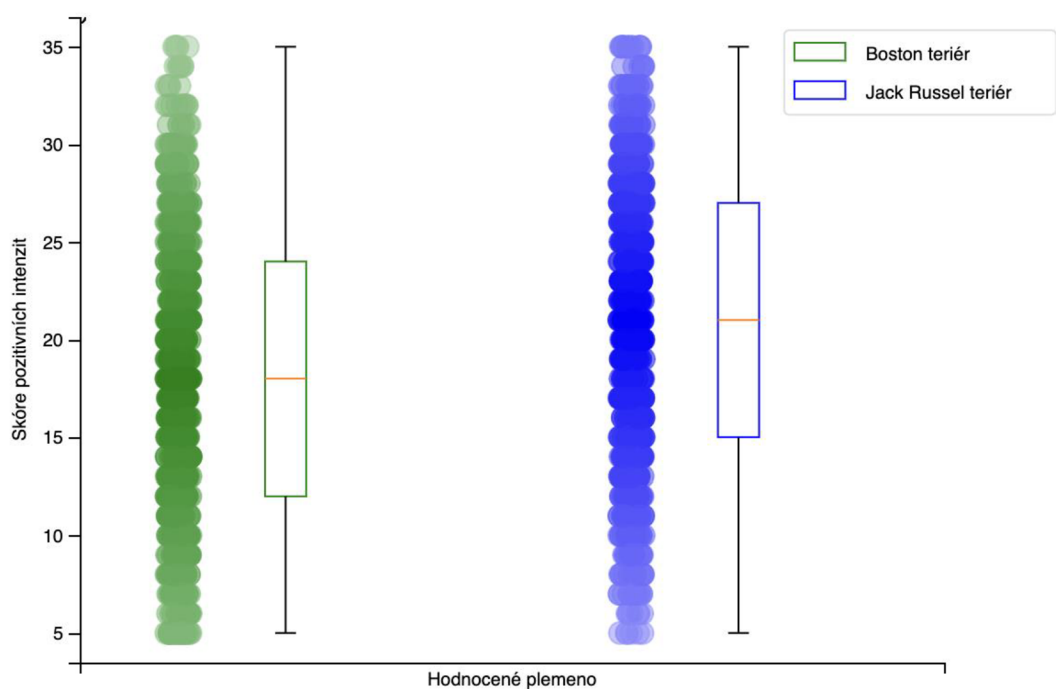 35
30
25
20
15
10
5
Skóre pozitivních intenzit
Hodnocené plemeno
Boston teriér
Jack Russel teriér